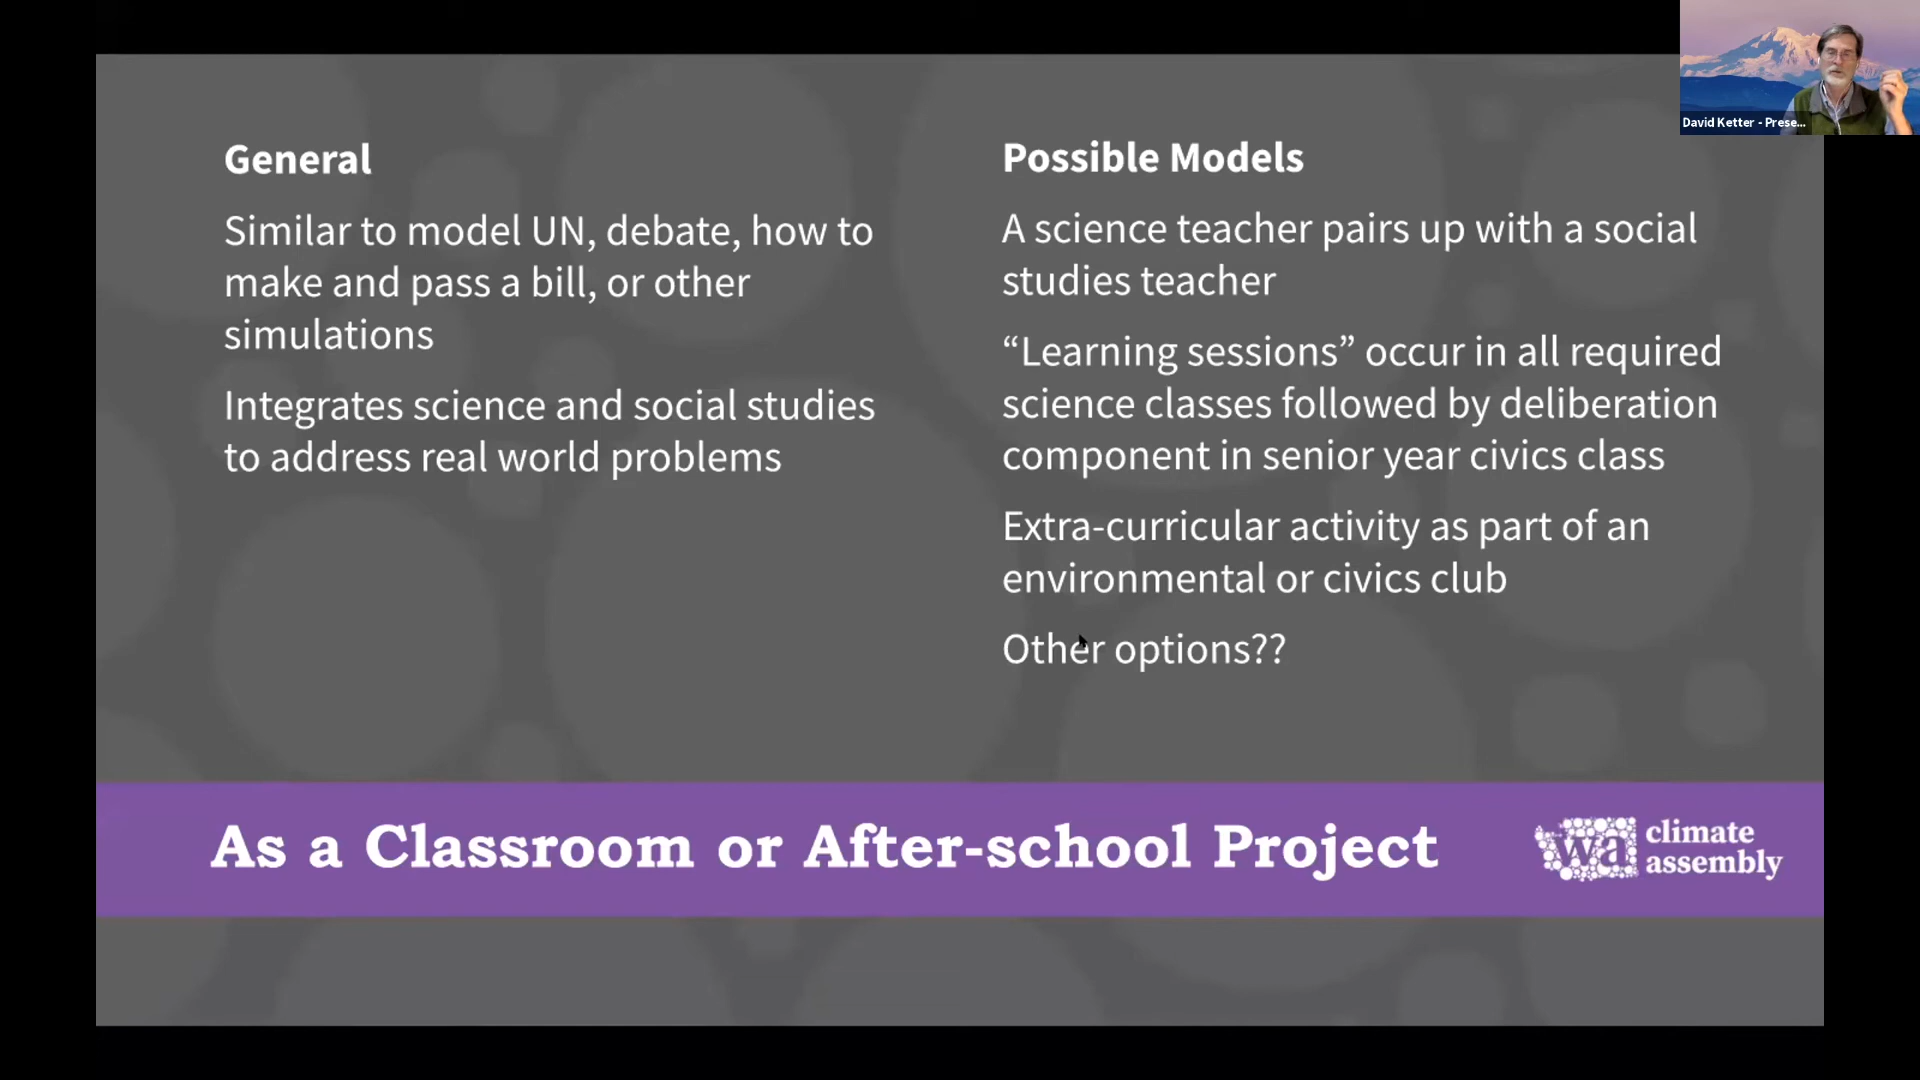 General
Similar to model UN, debate, how to
make and pass a bill, or other
simulations
Integrates science and social studies
to address real world problems
Possible Models
A science teacher pairs up with a social
studies teacher
“Learning sessions” occur in all required
science classes followed by deliberation
component in senior year civics class
Extra-curricular activity as part of an
environmental or civics club
Other options??
As a Classroom or After-school Project
wa climate
assembly
David Ketter - Prese...